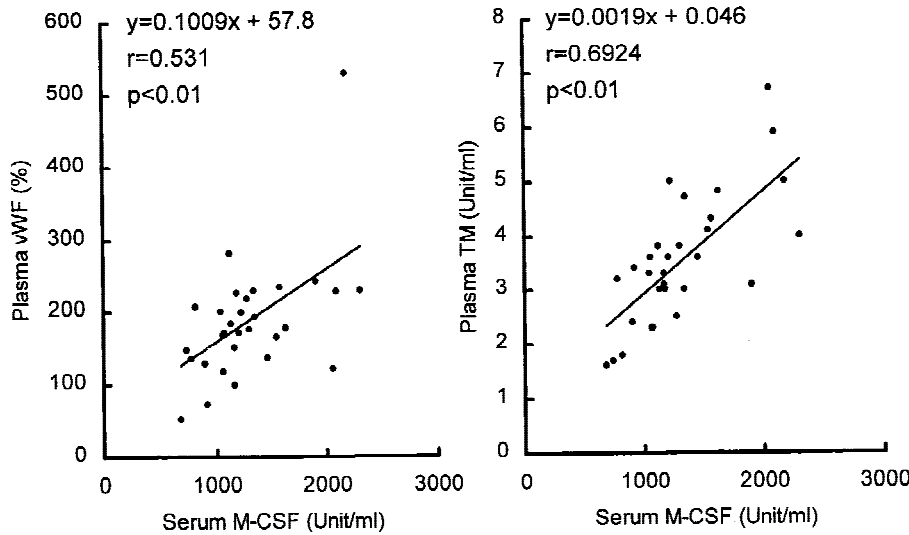 y=0.1009x + 57.8
r=0.531
p<0.01
600
500
400
300
200
100
0
Plasma vWF (%)
0 1000 2000 3000
Serum M-CSF (Unit/ml)
y=0.0019x + 0.046
r=0.6924
p<0.01
8
7
6
5
4
3
2
1
0
Plasma TM (Unit/ml)
0 1000 2000 3000
Serum M-CSF (Unit/ml)